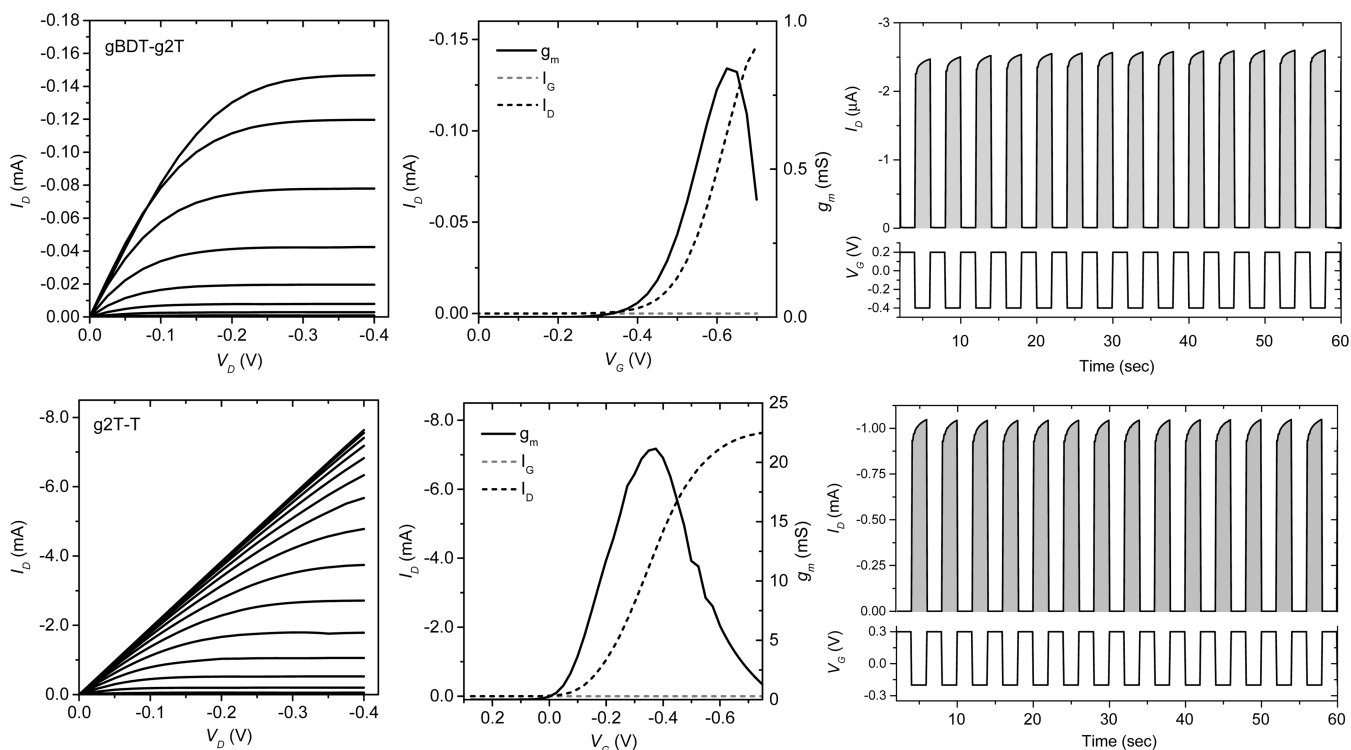 gBDT-g2T
-0.18
-0.16
-0.14
-0.12
-0.10
-0.08
-0.06
-0.04
-0.02
0.00
I_D (mA)
0.0 -0.1 -0.2 -0.3 -0.4
V_D (V)
g_m
I_G
I_D
-0.15
-0.10
-0.05
0.00
I_D (mA)
0.0 -0.2 -0.4 -0.6
V_G (V)
1.0
0.5
0.0
g_m (mS)
-3
-2
-1
0
I_D (µA)
0.2
0.0
-0.2
-0.4
V_G (V)
10 20 30 40 50 60
Time (sec)
g2T-T
-8.0
-6.0
-4.0
-2.0
0.0
I_D (mA)
0.0 -0.1 -0.2 -0.3 -0.4
V_D (V)
g_m
I_G
I_D
-8.0
-6.0
-4.0
-2.0
0.0
I_D (mA)
0.2 0.0 -0.2 -0.4 -0.6
V_G (V)
25
20
15
10
5
0
g_m (mS)
-1.00
-0.75
-0.50
-0.25
0.00
I_D (mA)
0.3
0.0
-0.3
V_G (V)
10 20 30 40 50 60
Time (sec)